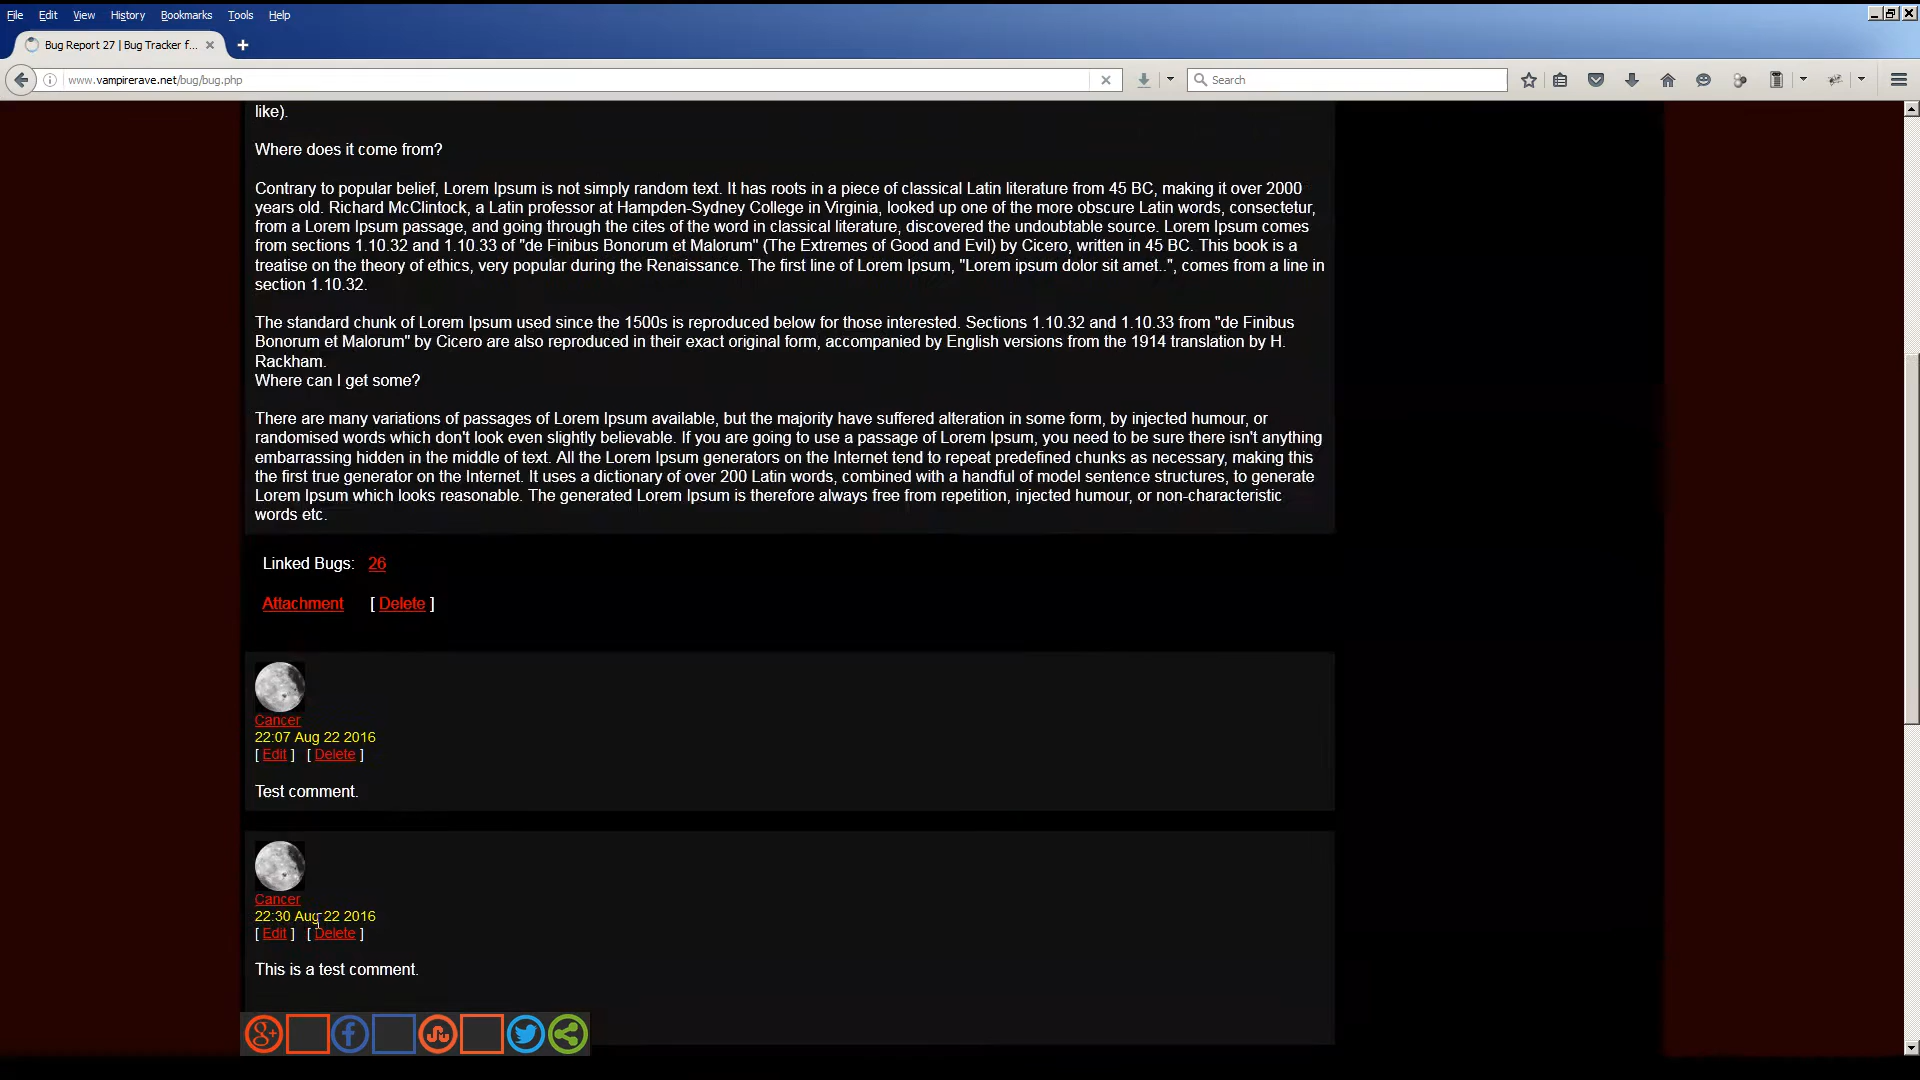 File Edit View History Bookmarks Tools Help
Bug Report 27 | Bug Tracker f...
www.vampirerave.net/bug/bug.php
Search
like).
Where does it come from?
Contrary to popular belief, Lorem Ipsum is not simply random text. It has roots in a piece of classical Latin literature from 45 BC, making it over 2000
years old. Richard McClintock, a Latin professor at Hampden-Sydney College in Virginia, looked up one of the more obscure Latin words, consectetur,
from a Lorem Ipsum passage, and going through the cites of the word in classical literature, discovered the undoubtable source. Lorem Ipsum comes
from sections 1.10.32 and 1.10.33 of "de Finibus Bonorum et Malorum" (The Extremes of Good and Evil) by Cicero, written in 45 BC. This book is a
treatise on the theory of ethics, very popular during the Renaissance. The first line of Lorem Ipsum, "Lorem ipsum dolor sit amet..", comes from a line in
section 1.10.32.
The standard chunk of Lorem Ipsum used since the 1500s is reproduced below for those interested. Sections 1.10.32 and 1.10.33 from "de Finibus
Bonorum et Malorum" by Cicero are also reproduced in their exact original form, accompanied by English versions from the 1914 translation by H.
Rackham.
Where can I get some?
There are many variations of passages of Lorem Ipsum available, but the majority have suffered alteration in some form, by injected humour, or
randomised words which don't look even slightly believable. If you are going to use a passage of Lorem Ipsum, you need to be sure there isn't anything
embarrassing hidden in the middle of text. All the Lorem Ipsum generators on the Internet tend to repeat predefined chunks as necessary, making this
the first true generator on the Internet. It uses a dictionary of over 200 Latin words, combined with a handful of model sentence structures, to generate
Lorem Ipsum which looks reasonable. The generated Lorem Ipsum is therefore always free from repetition, injected humour, or non-characteristic
words etc.
Linked Bugs: 26
Attachment [ Delete ]
Cancer
22:07 Aug 22 2016
[ Edit ] [ Delete ]
Test comment.
Cancer
22:30 Aug 22 2016
[ Edit ] [ Delete ]
This is a test comment.